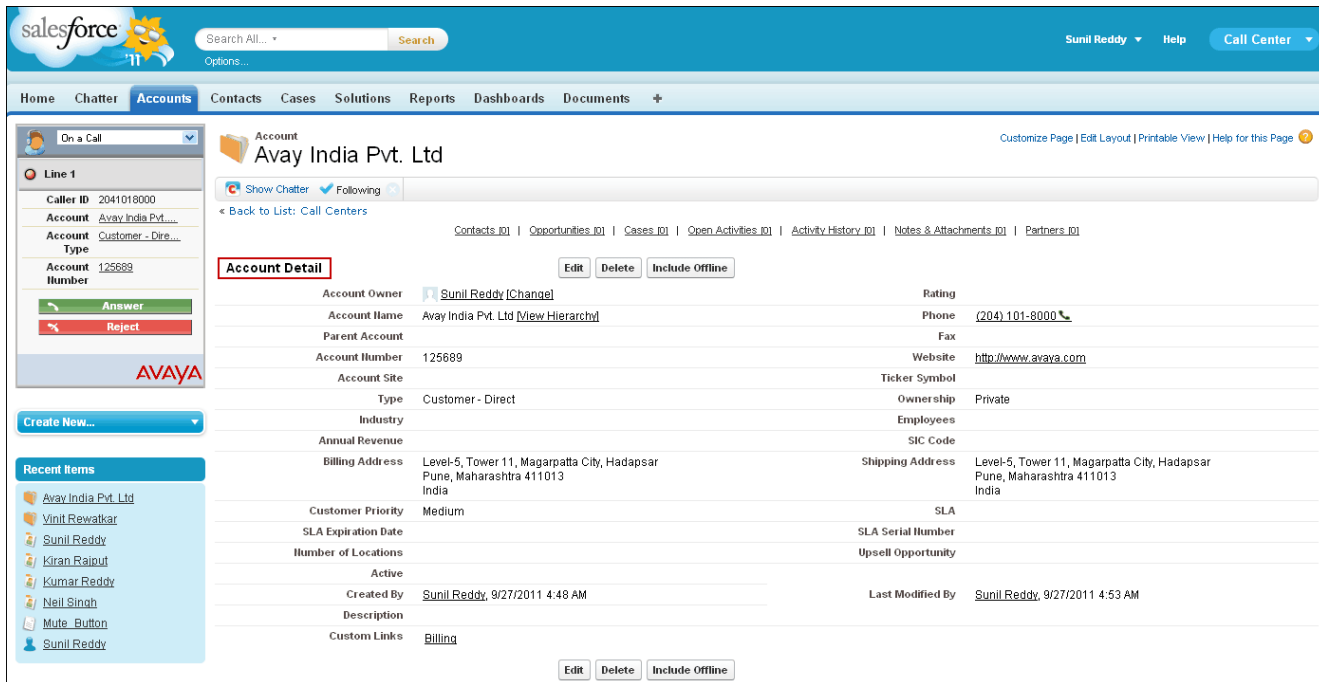 salesforce
'11
Search All...
Search
Options...
Sunil Reddy
Help
Call Center
Home Chatter Accounts Contacts Cases Solutions Reports Dashboards Documents +
On a Call
Line 1
Caller ID 2041018000
Account Avay India Pvt....
Account Type Customer - Dire...
Account Number 125689
Answer
Reject
AVAYA
Create New...
Recent Items
Avay India Pvt. Ltd
Vinit Rewatkar
Sunil Reddy
Kiran Rajput
Kumar Reddy
Neil Singh
Mute_Button
Sunil Reddy
Account
Avay India Pvt. Ltd
Customize Page | Edit Layout | Printable View | Help for this Page ?
Show Chatter Following
« Back to List: Call Centers
Contacts [0] | Opportunities [0] | Cases [0] | Open Activities [0] | Activity History [0] | Notes & Attachments [0] | Partners [0]
Account Detail Edit Delete Include Offline
Account Owner Sunil Reddy [Change] Rating
Account Name Avay India Pvt. Ltd [View Hierarchy] Phone (204) 101-8000
Parent Account Fax
Account Number 125689 Website http://www.avaya.com
Account Site Ticker Symbol
Type Customer - Direct Ownership Private
Industry Employees
Annual Revenue SIC Code
Billing Address Level-5, Tower 11, Magarpatta City, Hadapsar Shipping Address Level-5, Tower 11, Magarpatta City, Hadapsar
Pune, Maharashtra 411013 Pune, Maharashtra 411013
India India
Customer Priority Medium SLA
SLA Expiration Date SLA Serial Number
Number of Locations Upsell Opportunity
Active
Created By Sunil Reddy, 9/27/2011 4:48 AM Last Modified By Sunil Reddy, 9/27/2011 4:53 AM
Description
Custom Links Billing
Edit Delete Include Offline